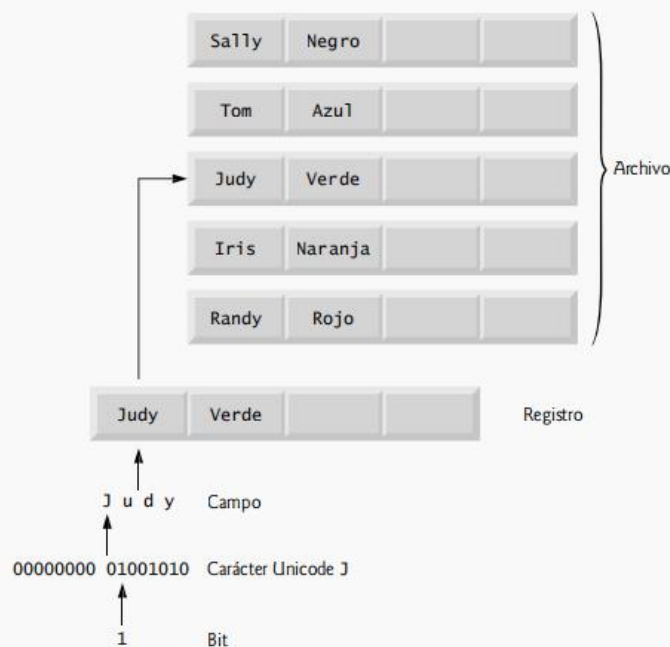 Sally Negro
Tom Azul
Judy Verde
Archivo
Iris Naranja
Randy Rojo
Judy Verde
Registro
J u d y Campo
00000000 01001010 Carácter Unicode J
1 Bit